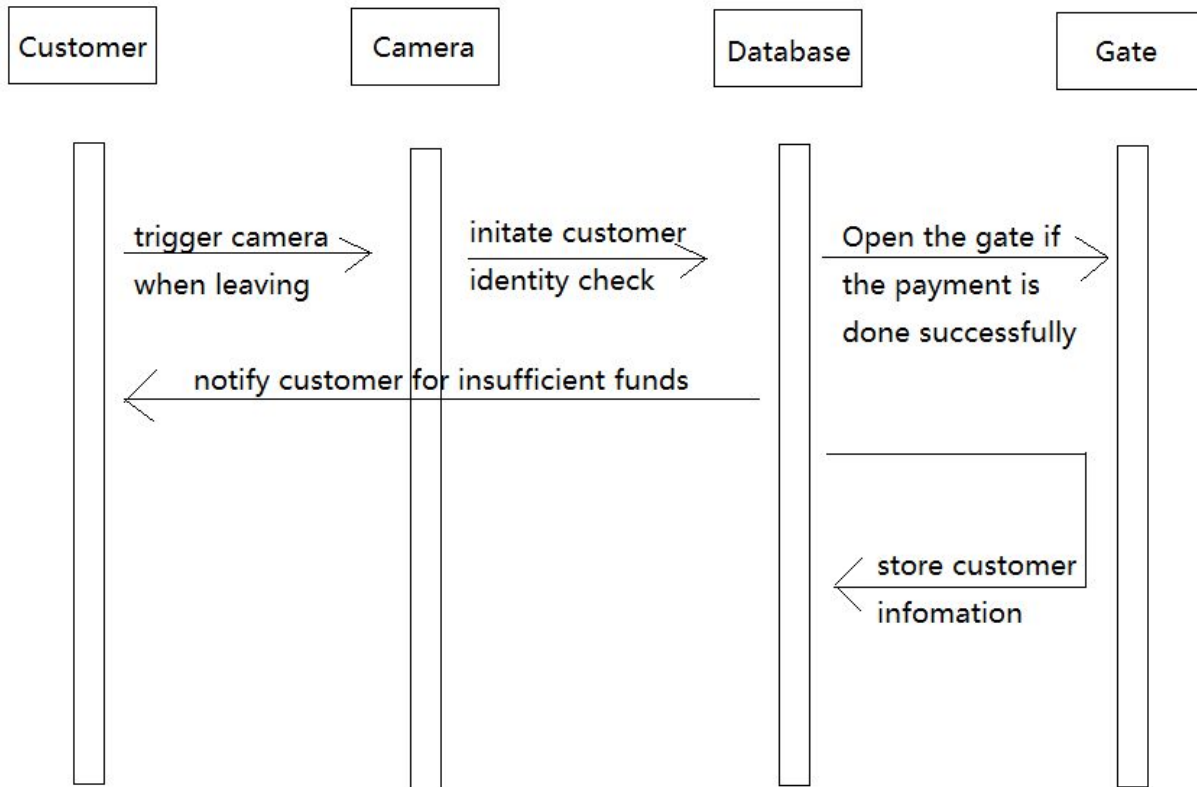 Customer
Camera
Database
Gate
trigger camera
when leaving
initate customer
identity check
Open the gate if
the payment is
done successfully
notify customer for insufficient funds
store customer
infomation